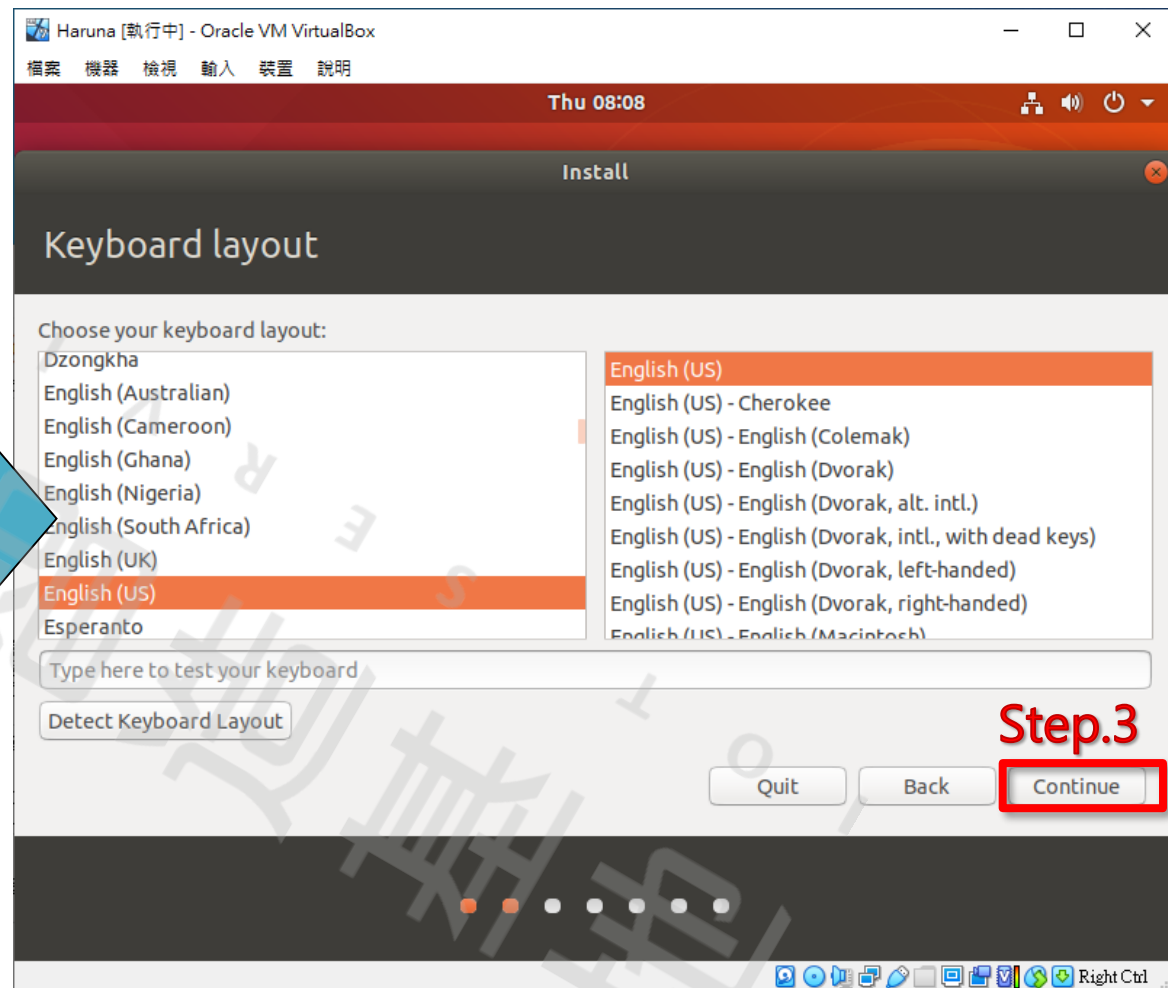 Haruna [執行中] - Oracle VM VirtualBox
檔案 機器 檢視 輸入 裝置 說明
Thu 08:08
Install
Keyboard layout
Choose your keyboard layout:
Dzongkha
English (Australian)
English (Cameroon)
English (Ghana)
English (Nigeria)
English (South Africa)
English (UK)
English (US)
Esperanto
English (US)
English (US) - Cherokee
English (US) - English (Colemak)
English (US) - English (Dvorak)
English (US) - English (Dvorak, alt. intl.)
English (US) - English (Dvorak, intl., with dead keys)
English (US) - English (Dvorak, left-handed)
English (US) - English (Dvorak, right-handed)
English (US) - English (Macintosh)
Type here to test your keyboard
Detect Keyboard Layout
Step.3
Quit Back Continue
Right Ctrl